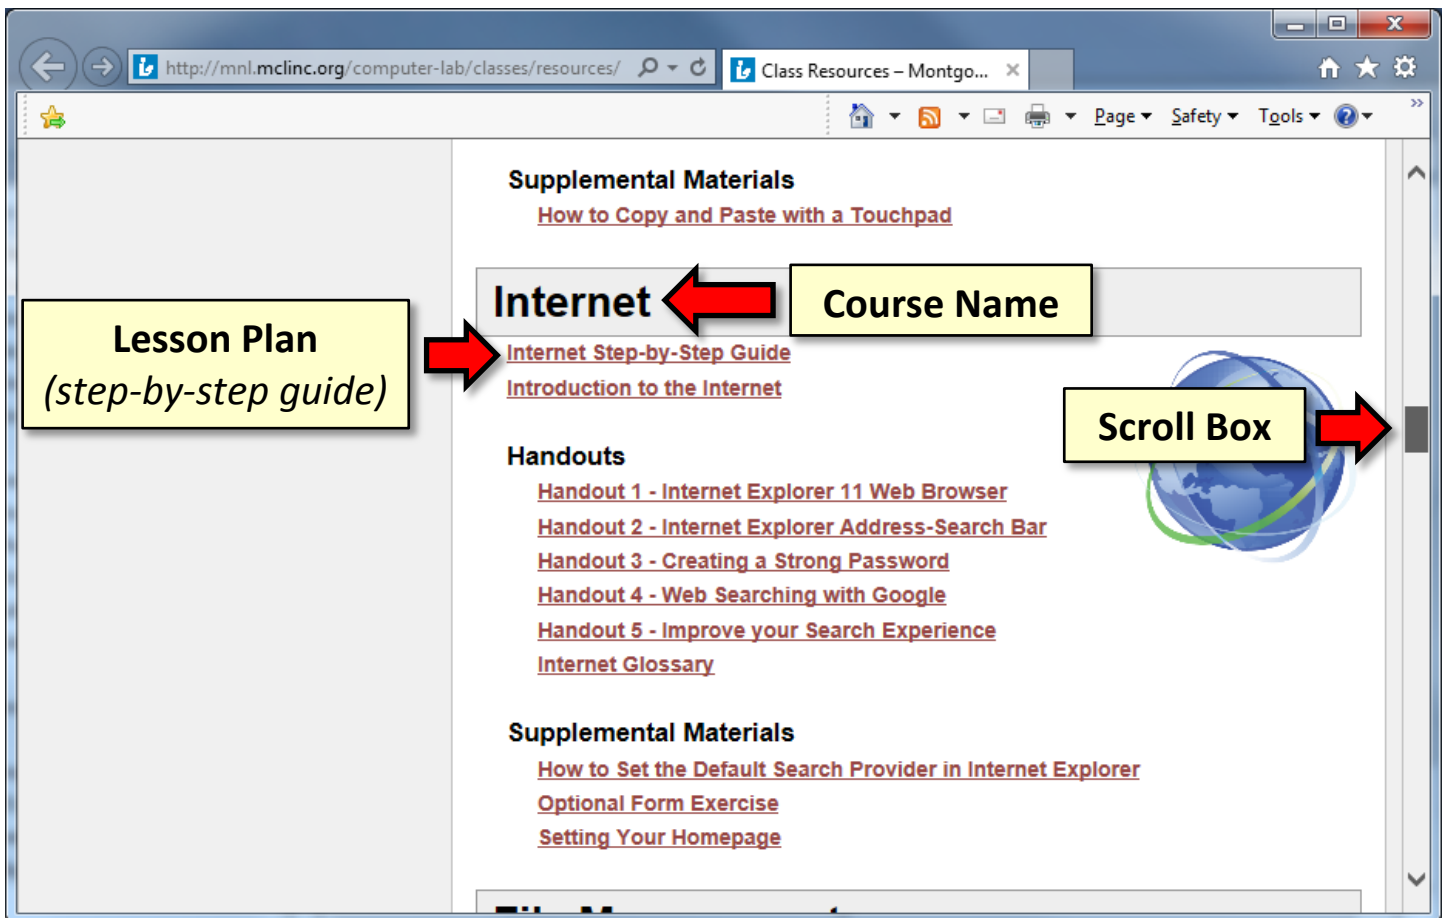 http://mnl.mclinc.org/computer-lab/classes/resources/
Class Resources – Montgo...
Page
Safety
Tools
Supplemental Materials
How to Copy and Paste with a Touchpad
Internet
Course Name
Lesson Plan
(step-by-step guide)
Internet Step-by-Step Guide
Introduction to the Internet
Scroll Box
Handouts
Handout 1 - Internet Explorer 11 Web Browser
Handout 2 - Internet Explorer Address-Search Bar
Handout 3 - Creating a Strong Password
Handout 4 - Web Searching with Google
Handout 5 - Improve your Search Experience
Internet Glossary
Supplemental Materials
How to Set the Default Search Provider in Internet Explorer
Optional Form Exercise
Setting Your Homepage